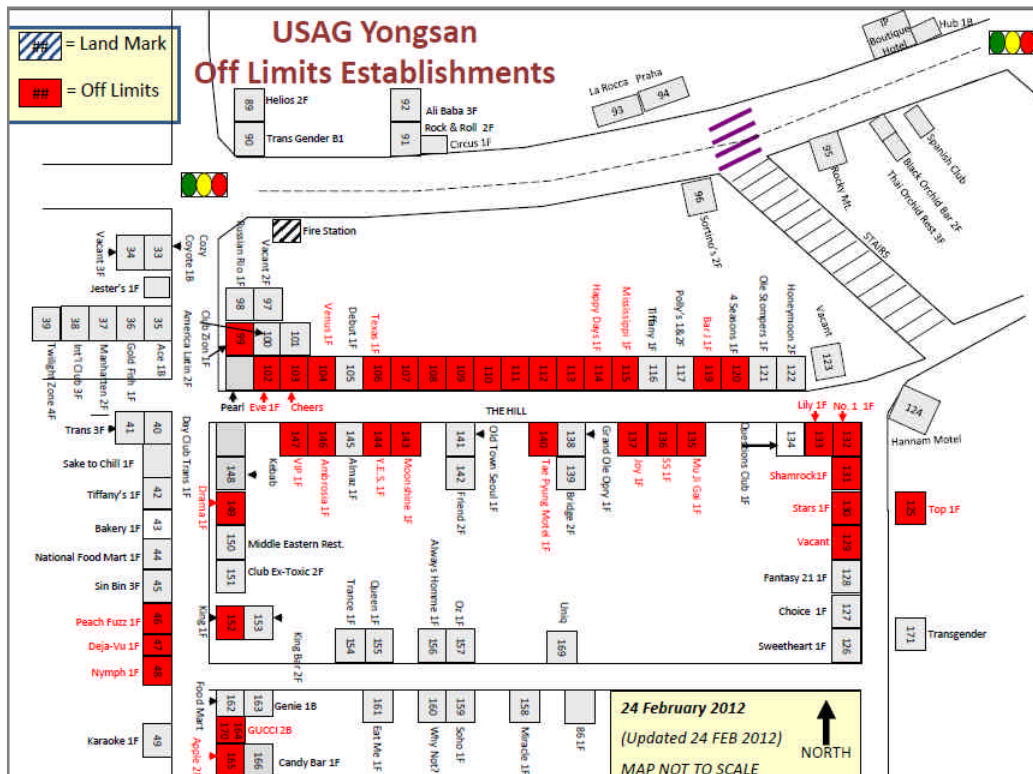 USAG Yongsan
Off Limits Establishments
## = Land Mark
## = Off Limits
IP
Boutique
Hotel
Hub 1B
La Rocca
Praha
93
94
89
Helios 2F
90
Trans Gender B1
92
Ali Baba 3F
91
Rock & Roll 2F
Circus 1F
95
Rocky Mt.
Spanish Club
Black Orchid Bar 2F
Thai Orchid Rest 3F
96
Sortino's 2F
STAIRS
Fire Station
Cozy
Coyote 1B
33
34
Vacant 3F
Jester's 1F
39
38
37
36
35
Twilight Zone 4F
Int'l Club 3F
Manhatten 2F
Gold Fish 1F
Ace 1B
Russian Rio 1F
Vacant 2F
98
97
Club Zion 1F
America Latin 2F
99
100
101
Venus 1F
Debut 1F
Texas 1F
Happy Days 1F
Mississippi 1F
Tiffany 1F
Polly's 1&2F
Bar J 1F
4 Seasons 1F
Ole Stompers 1F
Honeymoon 2F
Vacant
102
103
104
105
106
107
108
109
110
111
112
113
114
115
116
117
119
120
121
122
123
124
Hannam Motel
Pearl
Eve 1F
Cheers
THE HILL
Lily 1F
No. 1 1F
Trans 3F
41
40
Day Club Trans 1F
Sake to Chill 1F
Tiffany's 1F
42
Bakery 1F
43
National Food Mart 1F
44
Sin Bin 3F
45
Peach Fuzz 1F
46
Deja-Vu 1F
47
Nymph 1F
48
Karaoke 1F
49
147
146
145
144
143
141
140
138
137
136
135
134
133
132
VIP 1F
Ambrosia 1F
Almaz 1F
Y.E.S. 1F
Moonshine 1F
Old Town Seoul 1F
142
Friend 2F
Tae Pyung Motel 1F
139
Bridge 2F
Grand Ole Opry 1F
Joy 1F
SS 1F
Mu Ji Gai 1F
Questions Club 1F
148
Kebab
149
Drama 1F
150
Middle Eastern Rest.
151
Club Ex-Toxic 2F
King 1F
152
153
King Bar 2F
Shamrock1F
131
Stars 1F
130
Vacant
129
Fantasy 21 1F
128
Choice 1F
127
Sweetheart 1F
126
125
Top 1F
171
Transgender
Trance 1F
Queen 1F
Always Homme 1F
Oz 1F
Uniq
154
155
156
157
169
Food Mart
162
163
Genie 1B
170
164
GUCCI 2B
165
166
Candy Bar 1F
161
Eat Me 1F
160
Why Not?
159
Soho 1F
158
Miracle 1F
86 1F
24 February 2012
(Updated 24 FEB 2012)
MAP NOT TO SCALE
NORTH